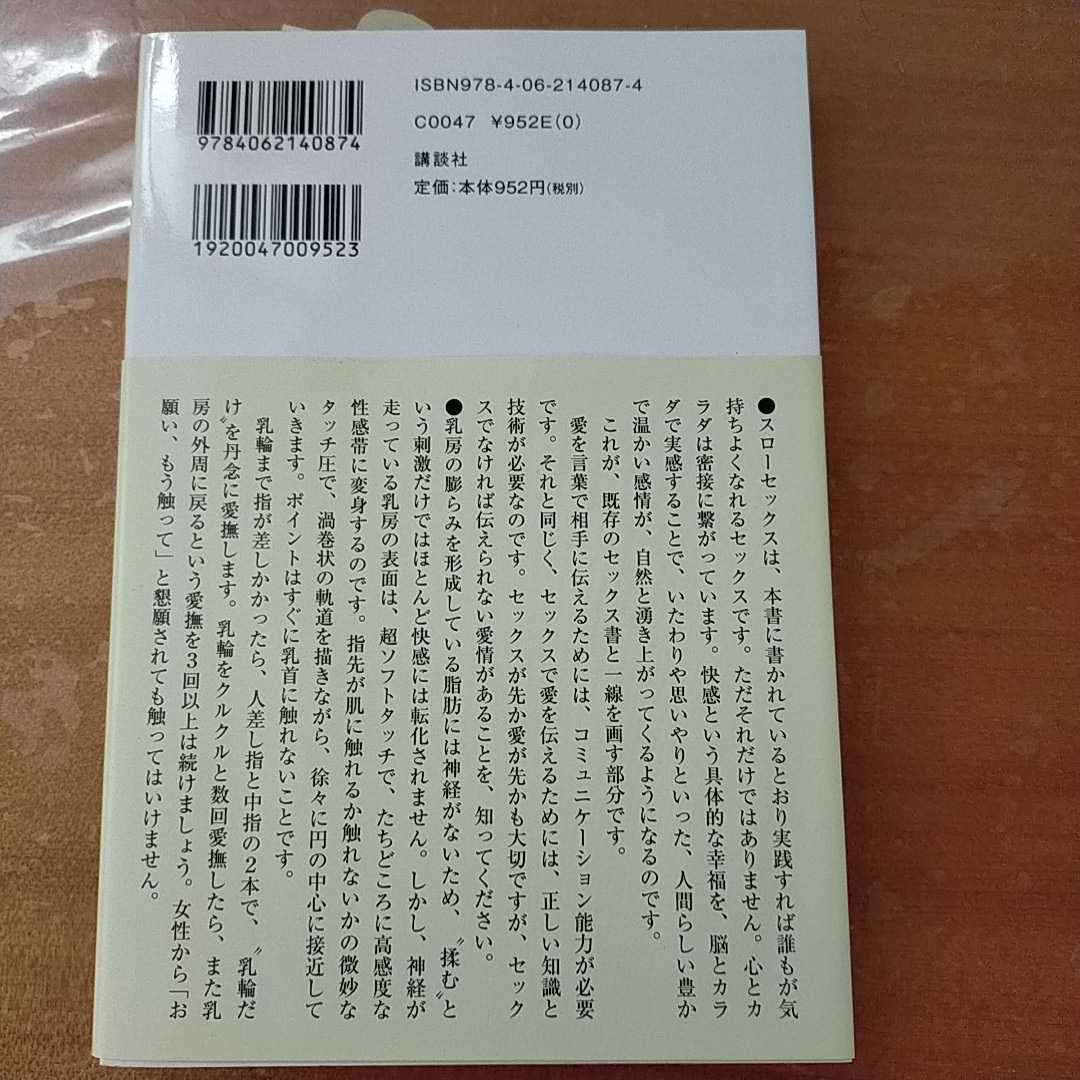 ISBN978-4-06-214087-4
C0047 ¥952E(0)
講談社
定価:本体952円(税別)
9784062140874
1920047009523
●スローセックスは、本書に書かれているとおり実践すれば誰もが気
持ちよくなれるセックスです。ただそれだけではありません。心とカ
ラダは密接に繋がっています。快感という具体的な幸福を、脳とカラ
ダで実感することで、いたわりや思いやりといった、人間らしい豊か
で温かい感情が、自然と湧き上がってくるようになるのです。
これが、既存のセックス書と一線を画す部分です。
愛を言葉で相手に伝えるためには、コミュニケーション能力が必要
です。それと同じく、セックスで愛を伝えるためには、正しい知識と
技術が必要なのです。セックスが先か愛が先かも大切ですが、セック
スでなければ伝えられない愛情があることを、知ってください。
●乳房の膨らみを形成している脂肪には神経がないため、〝揉む〟と
いう刺激だけではほとんど快感には転化されません。しかし、神経が
走っている乳房の表面は、超ソフトタッチで、たちどころに高感度な
性感帯に変身するのです。指先が肌に触れるか触れないかの微妙な
タッチ圧で、渦巻状の軌道を描きながら、徐々に円の中心に接近して
いきます。ポイントはすぐに乳首に触れないことです。
乳輪まで指が差しかかったら、人差し指と中指の2本で、〝乳輪だ
け〟を丹念に愛撫します。乳輪をクルクルと数回愛撫したら、また乳
房の外周に戻るという愛撫を3回以上は続けましょう。女性から「お
願い、もう触って」と懇願されても触ってはいけません。